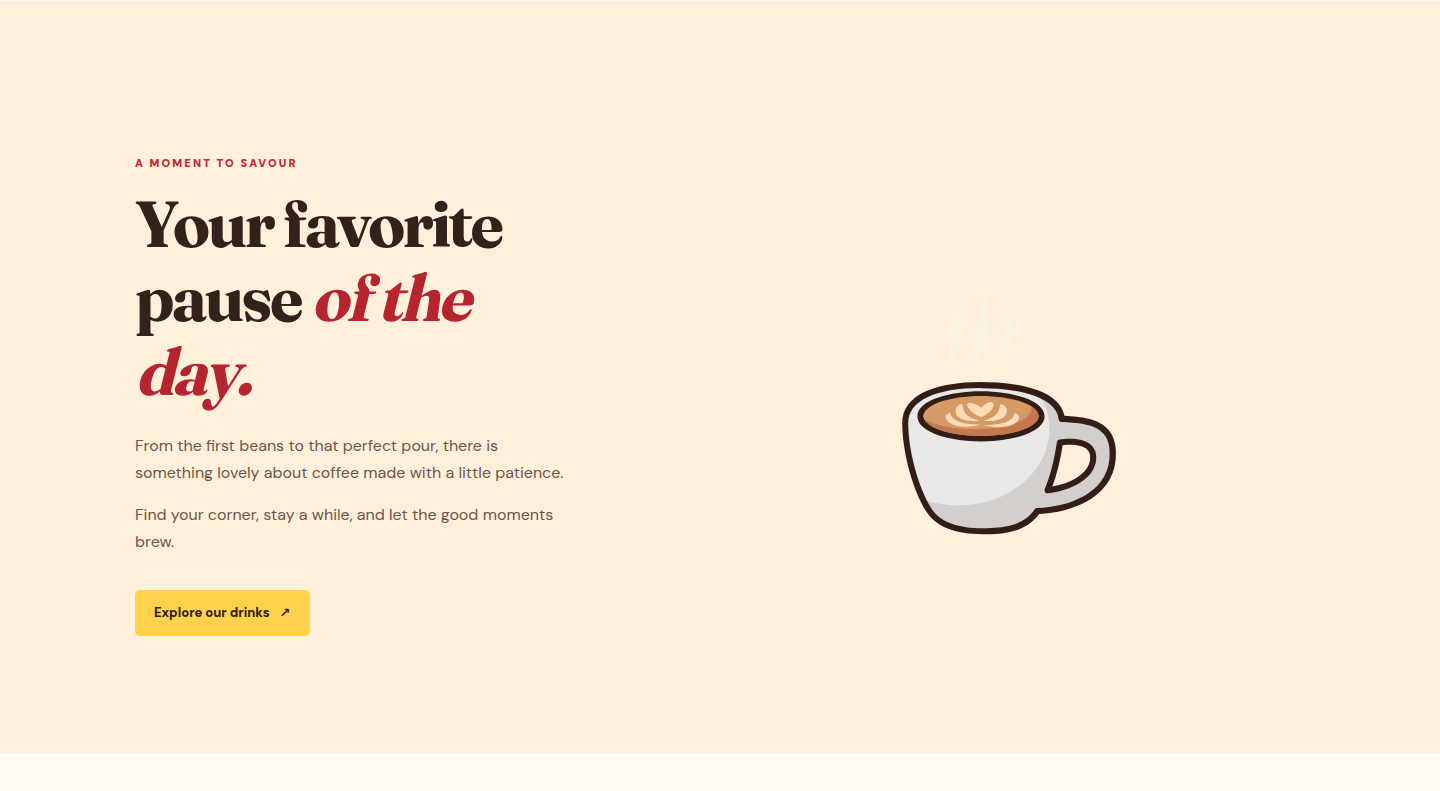 A MOMENT TO SAVOUR
Your favorite
pause of the
day.
From the first beans to that perfect pour, there is
something lovely about coffee made with a little patience.
Find your corner, stay a while, and let the good moments
brew.
Explore our drinks ↗